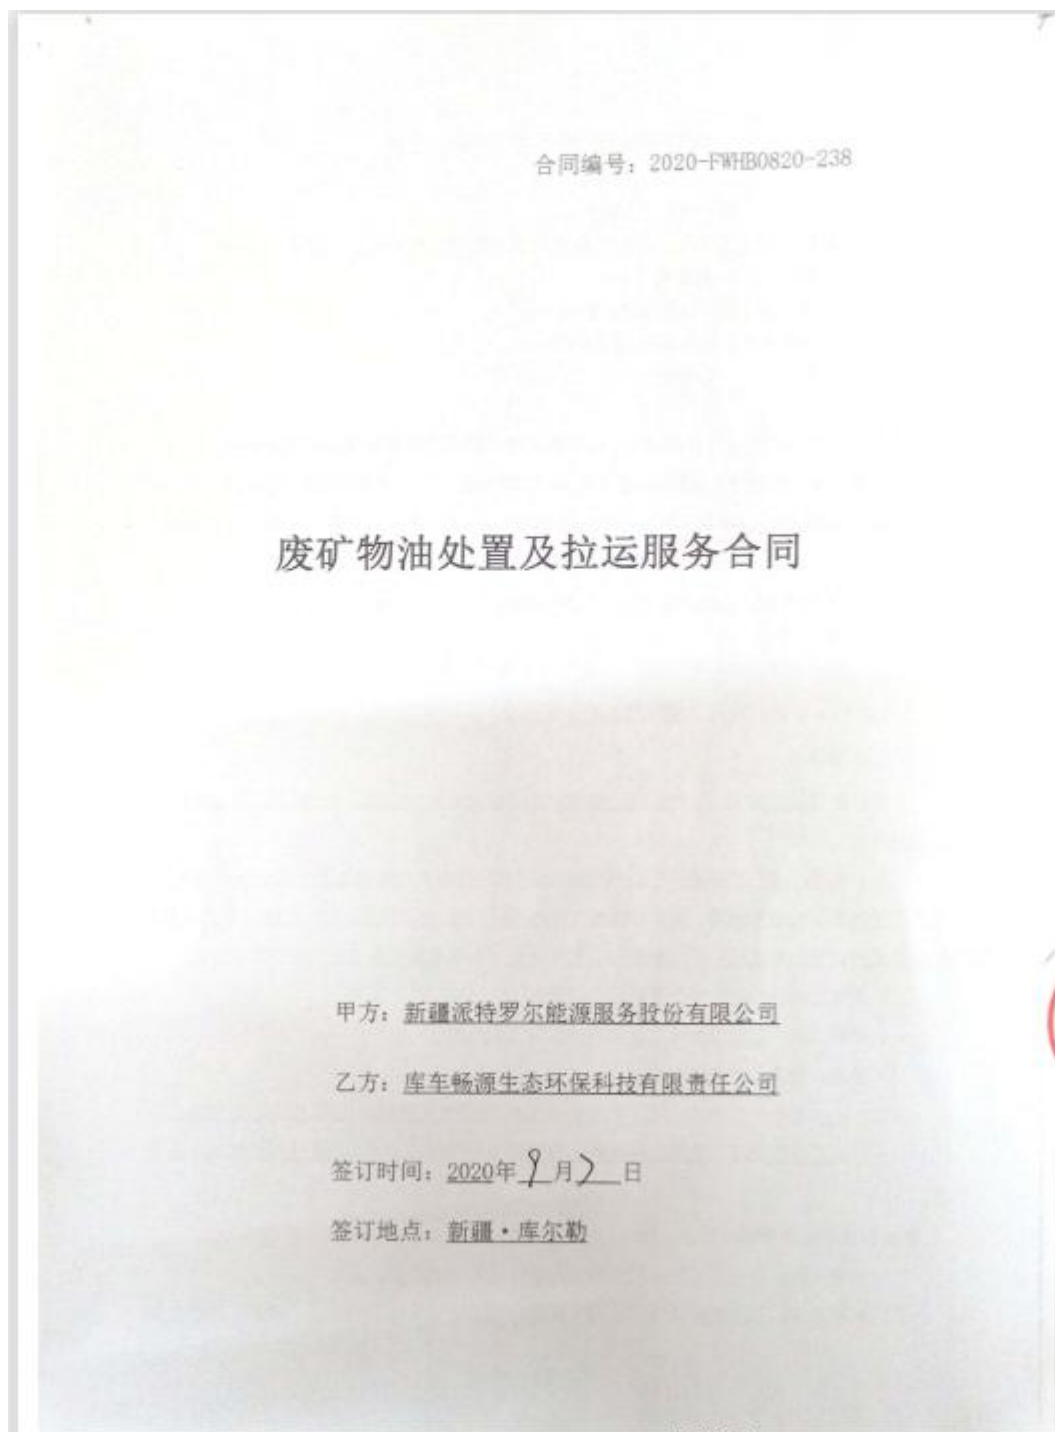 合同编号：2020-FWHB0820-238
废矿物油处置及拉运服务合同
甲方：新疆派特罗尔能源服务股份有限公司
乙方：库车畅源生态环保科技有限责任公司
签订时间：2020年9月2日
签订地点：新疆·库尔勒